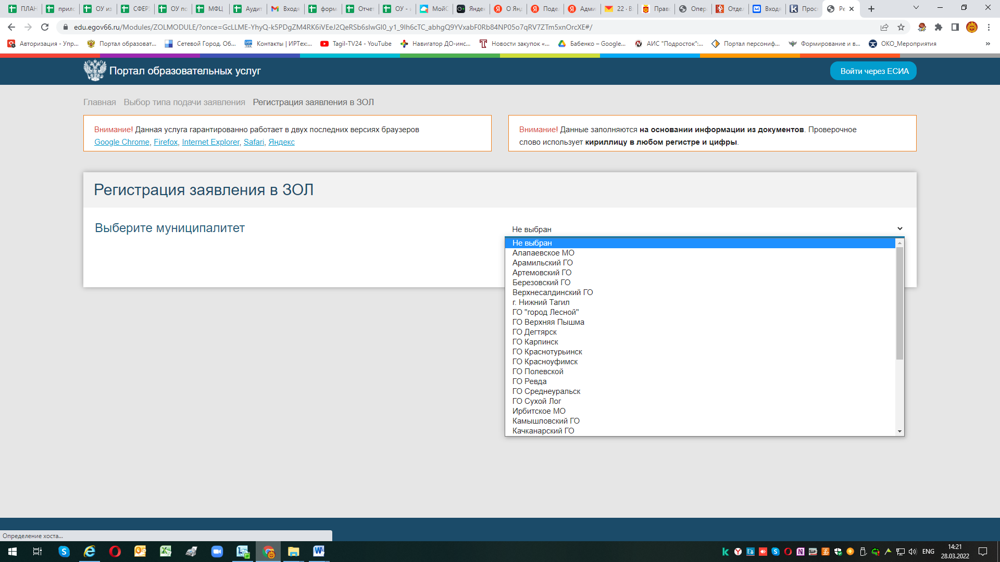 ПЛАН
прило
ОУ из
СФЕР
ОУ по
МФЦ
Аудит
Входя
форм
Отчет
ОУ -
МойО
Яндек
О Янд
Поде
Адми
22 · В
Прав
Опер
Отдел
Входя
Прос
Ре
edu.egov66.ru/Modules/ZOLMODULE/?once=GcLLME-YhyQ-k5PDgZM4RK6iVEeJ2QeRSb6slwGI0_y1_9Ih6cTC_abhgQ9YVxabF0Rb84NP05o7qRV7ZTm5xnOrcXE#/
Авторизация - Упр...
Портал образоват...
Сетевой Город. Об...
Контакты | ИРТех:...
Tagil-TV24 - YouTube
Навигатор ДО-инс...
Новости закупок «...
Бабенко – Google...
АИС "Подросток":...
Портал персониф...
Формирование и в...
ОКО_Мероприятия
»
Портал образовательных услуг
Войти через ЕСИА
Главная Выбор типа подачи заявления Регистрация заявления в ЗОЛ
Внимание! Данная услуга гарантированно работает в двух последних версиях браузеров
Google Chrome, Firefox, Internet Explorer, Safari, Яндекс
Внимание! Данные заполняются на основании информации из документов. Проверочное
слово использует кириллицу в любом регистре и цифры.
Регистрация заявления в ЗОЛ
Выберите муниципалитет
Не выбран
Не выбран
Алапаевское МО
Арамильский ГО
Артемовский ГО
Березовский ГО
Верхнесалдинский ГО
г. Нижний Тагил
ГО "город Лесной"
ГО Верхняя Пышма
ГО Дегтярск
ГО Карпинск
ГО Краснотурьинск
ГО Красноуфимск
ГО Полевской
ГО Ревда
ГО Среднеуральск
ГО Сухой Лог
Ирбитское МО
Камышловский ГО
Качканарский ГО
Определение хоста...
ENG
14:21
28.03.2022